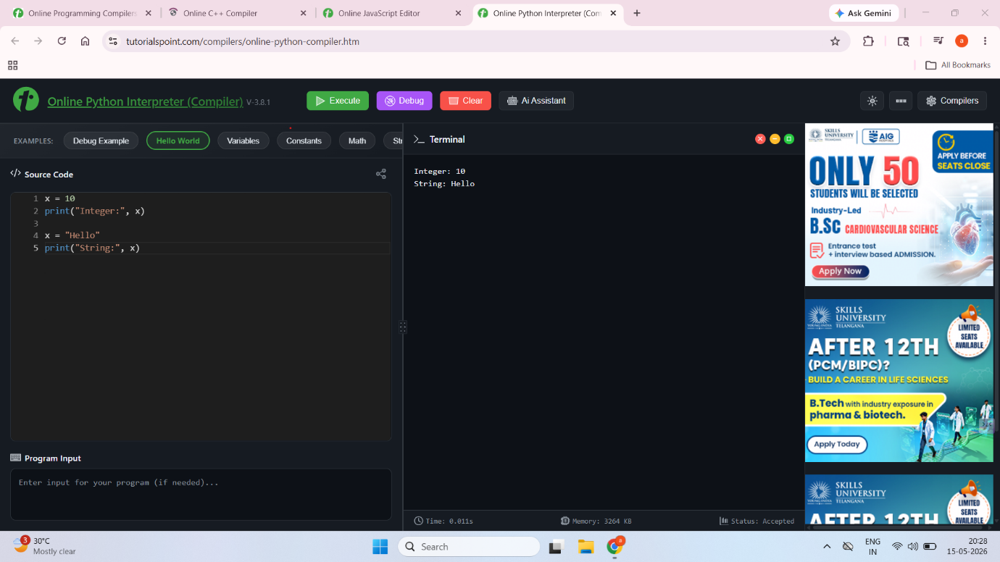 Online Programming Compilers
Online C++ Compiler
Online JavaScript Editor
Online Python Interpreter (Com
Ask Gemini
tutorialspoint.com/compilers/online-python-compiler.htm
a
All Bookmarks
Online Python Interpreter (Compiler) V-3.8.1
Execute
Debug
Clear
Ai Assistant
Compilers
EXAMPLES:
Debug Example
Hello World
Variables
Constants
Math
Str
</> Source Code
1 x = 10
2 print("Integer:", x)
3
4 x = "Hello"
5 print("String:", x)
Program Input
Enter input for your program (if needed)...
Terminal
Integer: 10
String: Hello
Time: 0.011s
Memory: 3264 KB
Status: Accepted
SKILLS UNIVERSITY
AIG
HOSPITALS
APPLY BEFORE
SEATS CLOSE
ONLY 50
STUDENTS WILL BE SELECTED
Industry-Led
B.Sc CARDIOVASCULAR SCIENCE
Entrance test
+ interview based ADMISSION.
Apply Now
YOUNG INDIA
SKILLS
UNIVERSITY
TELANGANA
LIMITED
SEATS
AVAILABLE
AFTER 12TH
(PCM/BIPC)?
BUILD A CAREER IN LIFE SCIENCES
B.Tech with industry exposure in
pharma & biotech.
Apply Today
YOUNG INDIA
SKILLS
UNIVERSITY
TELANGANA
LIMITED
SEATS
AVAILABLE
AFTER 12TH
3
30°C
Mostly clear
Search
a
ENG
IN
20:28
15-05-2026